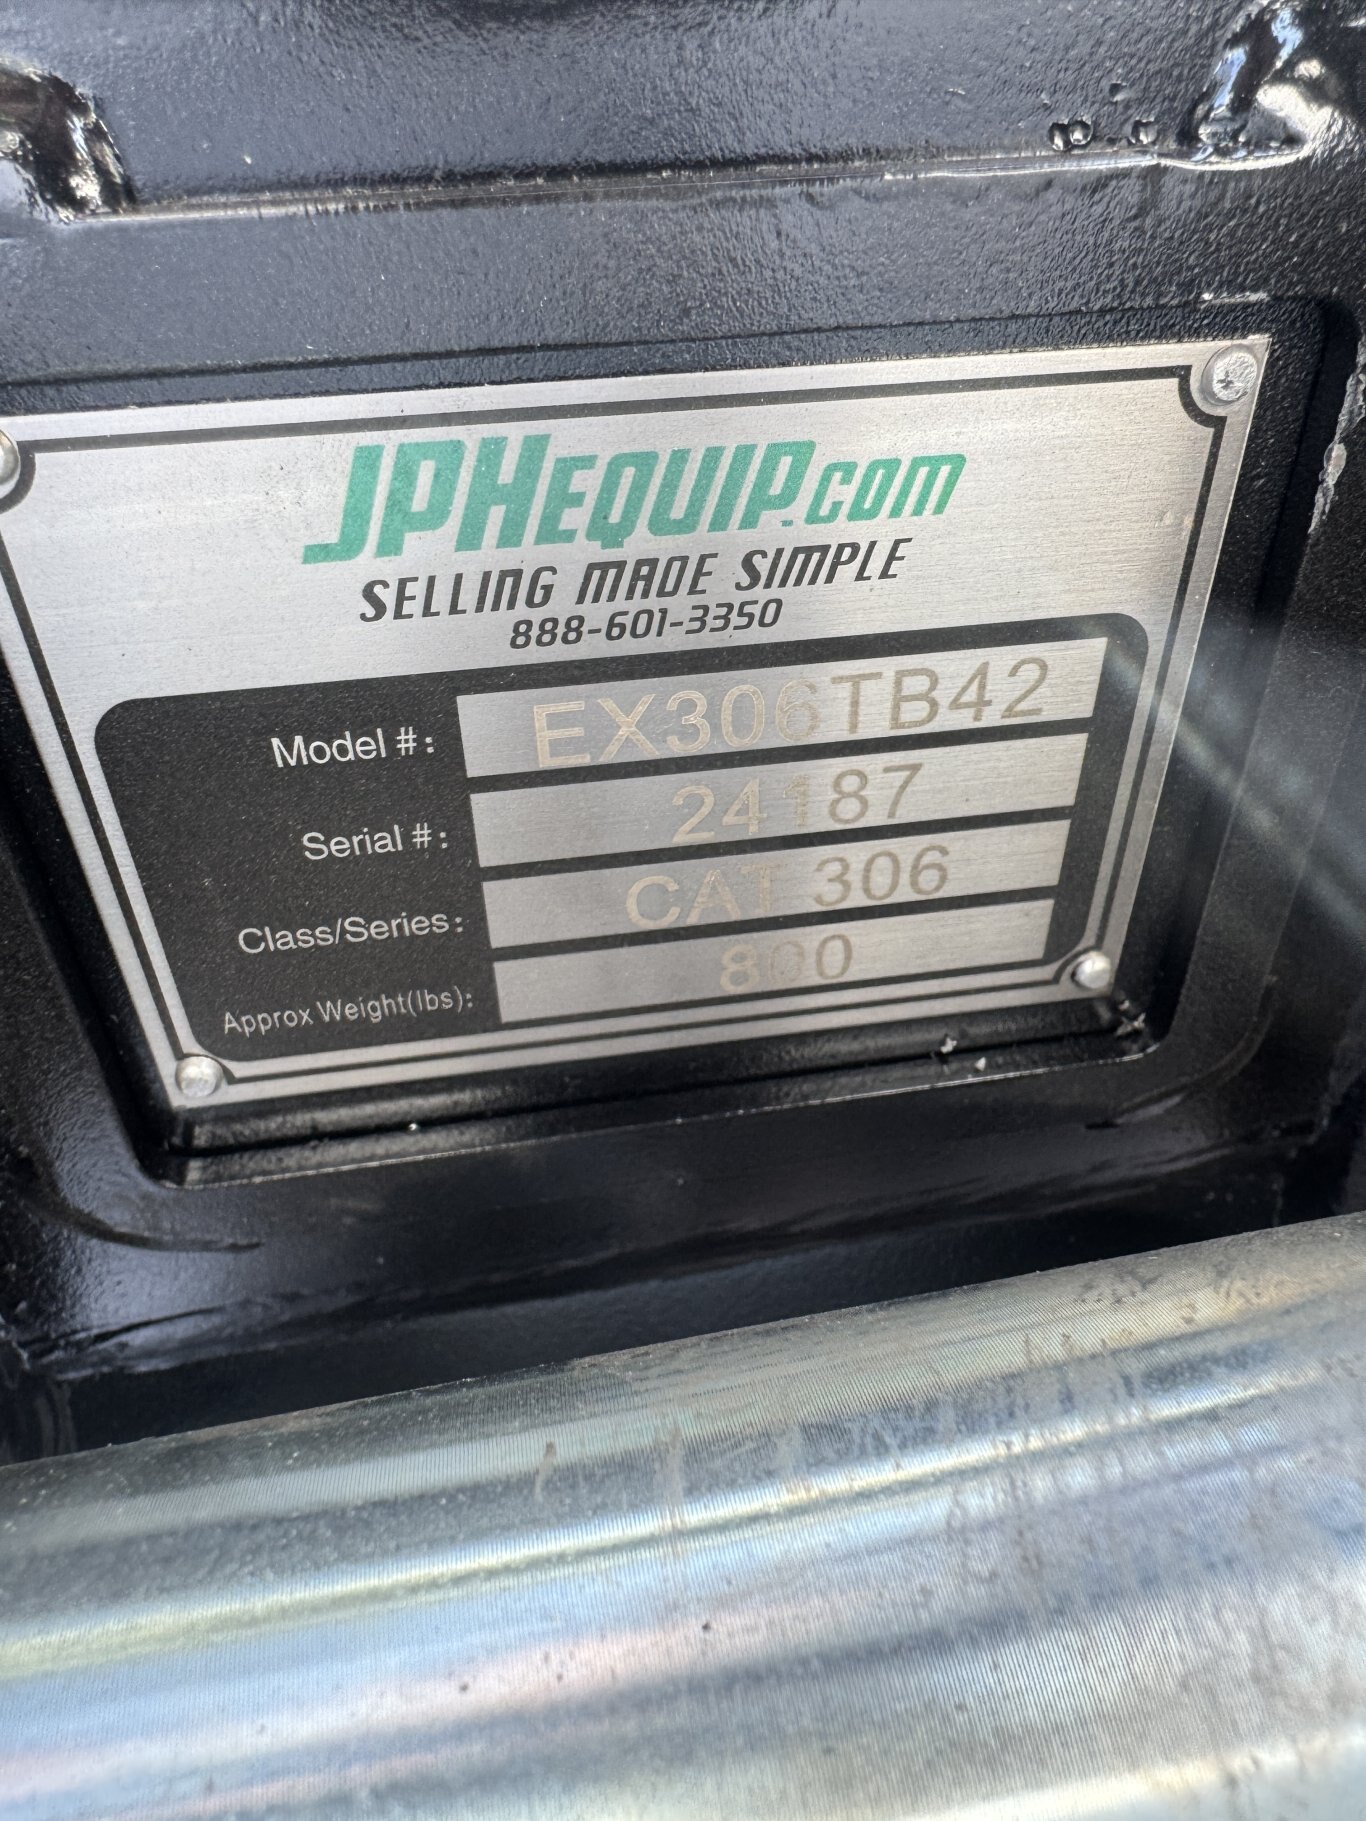 JPHEQUIP.COM
SELLING MADE SIMPLE
888-601-3350
Model #: EX306TB42
Serial #: 24187
Class/Series: CAT 306
Approx Weight(lbs): 800